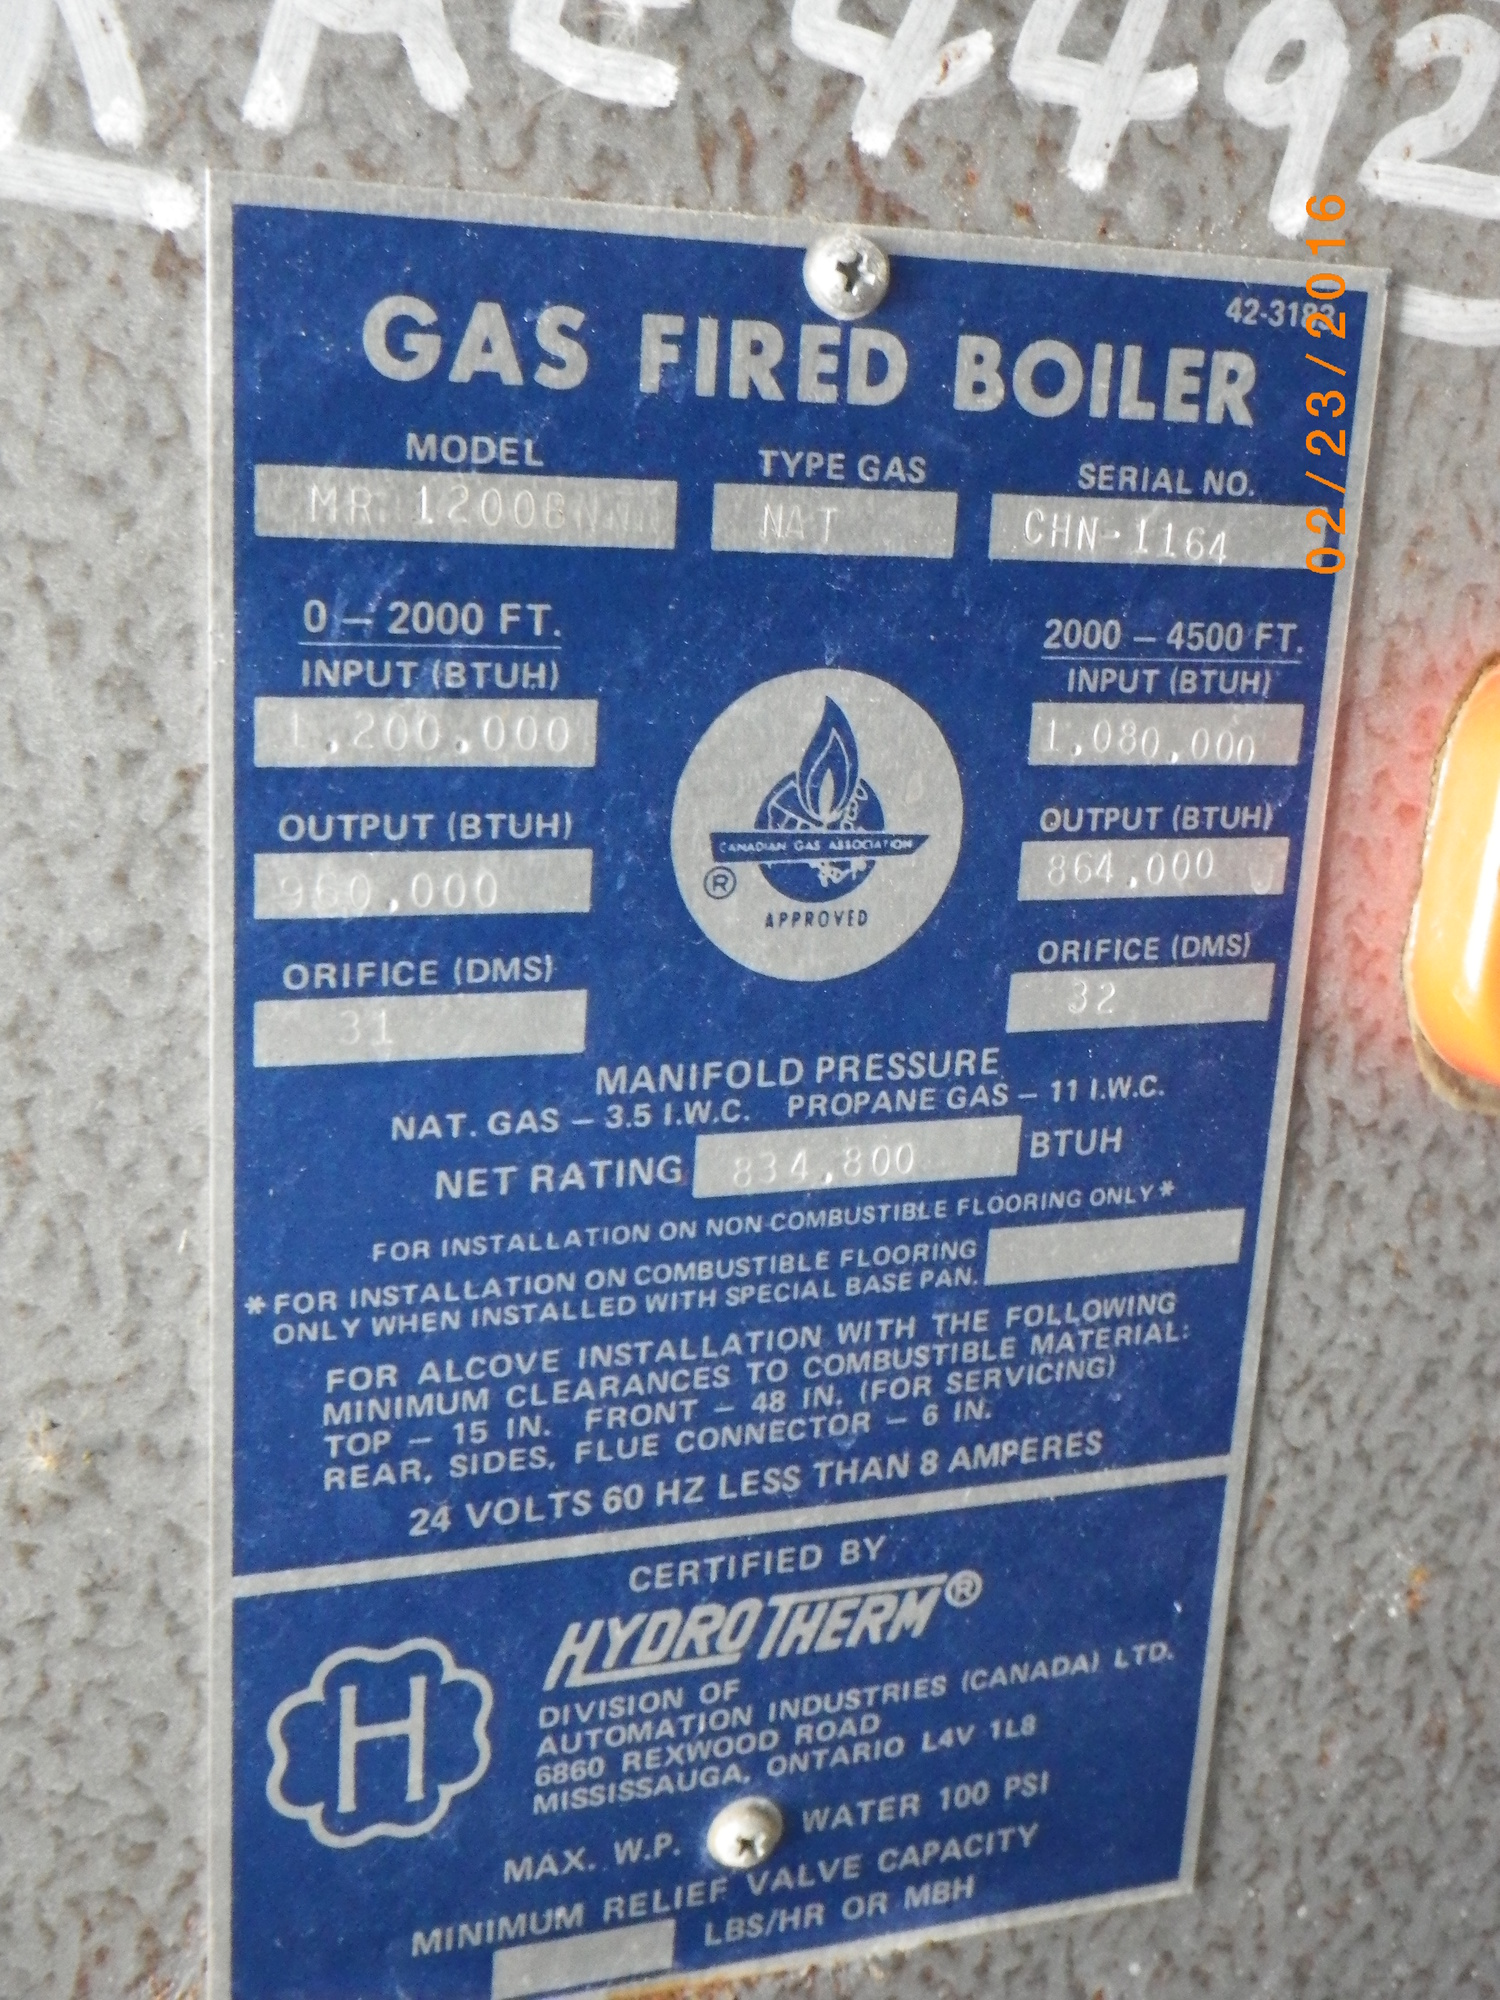 AE 4492
42-3183
GAS FIRED BOILER
MODEL TYPE GAS SERIAL NO.
MR 1200BN NAT CHN-1164
0 — 2000 FT. 2000 — 4500 FT.
INPUT (BTUH) INPUT (BTUH)
1,200,000 1,080,000
OUTPUT (BTUH) OUTPUT (BTUH)
960,000 864,000
ORIFICE (DMS) ORIFICE (DMS)
31 32
CANADIAN GAS ASSOCIATION
®
APPROVED
MANIFOLD PRESSURE
NAT. GAS — 3.5 I.W.C. PROPANE GAS — 11 I.W.C.
NET RATING 834,800 BTUH
FOR INSTALLATION ON NON-COMBUSTIBLE FLOORING ONLY*
*FOR INSTALLATION ON COMBUSTIBLE FLOORING
ONLY WHEN INSTALLED WITH SPECIAL BASE PAN.
FOR ALCOVE INSTALLATION WITH THE FOLLOWING
MINIMUM CLEARANCES TO COMBUSTIBLE MATERIAL:
TOP — 15 IN. FRONT — 48 IN. (FOR SERVICING)
REAR, SIDES, FLUE CONNECTOR — 6 IN.
24 VOLTS 60 HZ LESS THAN 8 AMPERES
CERTIFIED BY
HYDROTHERM®
H
DIVISION OF
AUTOMATION INDUSTRIES (CANADA) LTD.
6860 REXWOOD ROAD
MISSISSAUGA, ONTARIO L4V 1L8
MAX. W.P. WATER 100 PSI
MINIMUM RELIEF VALVE CAPACITY
LBS/HR OR MBH
02/23/2016